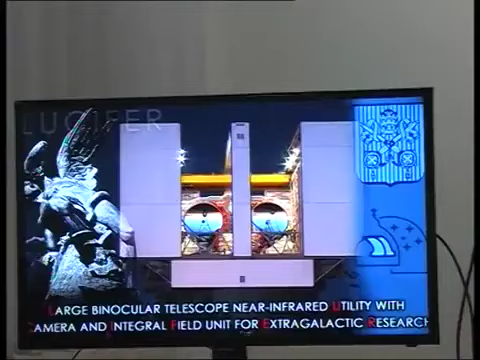 LUCIFER
LARGE BINOCULAR TELESCOPE NEAR-INFRARED UTILITY WITH
CAMERA AND INTEGRAL FIELD UNIT FOR EXTRAGALACTIC RESEARCH